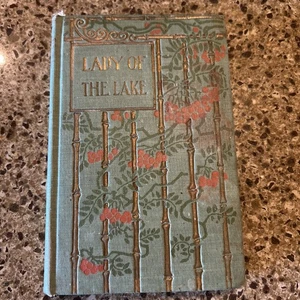 LADY OF
THE LAKE